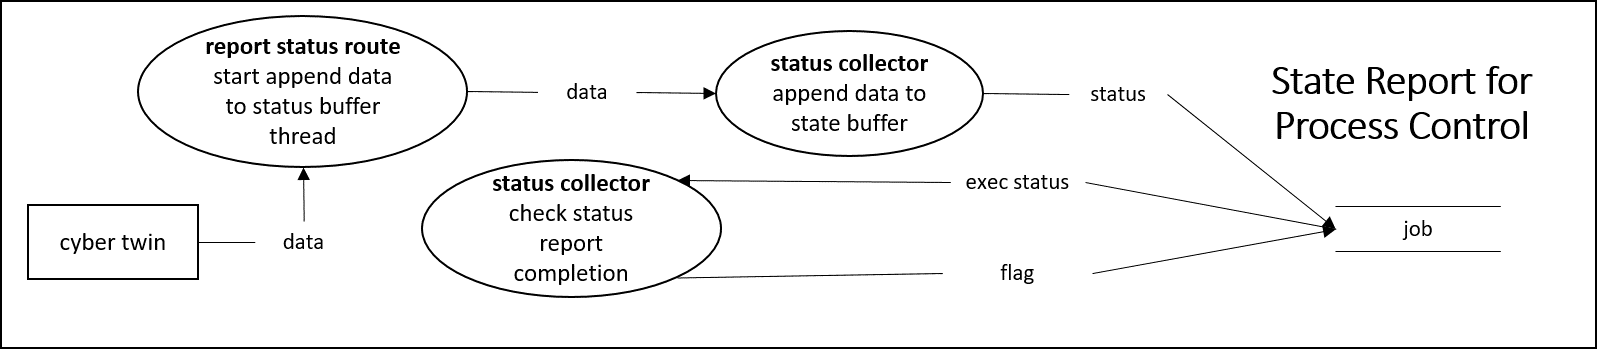 report status route
start append data
to status buffer
thread
data
status collector
append data to
state buffer
status
State Report for
Process Control
status collector
check status
report
completion
exec status
cyber twin
data
job
flag